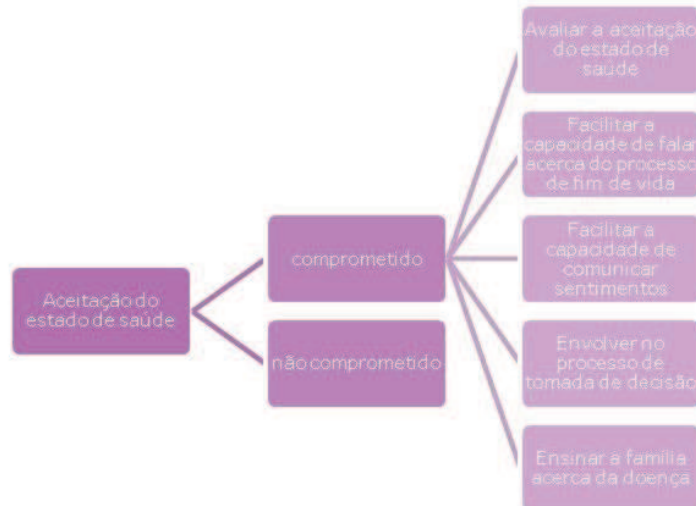 Aceitação do
estado de saúde
comprometido
não comprometido
Avaliar a aceitação
do estado de
saúde
Facilitar a
capacidade de falar
acerca do processo
de fim de vida
Facilitar a
capacidade de
comunicar
sentimentos
Envolver no
processo de
tomada de decisão
Ensinar a família
acerca da doença